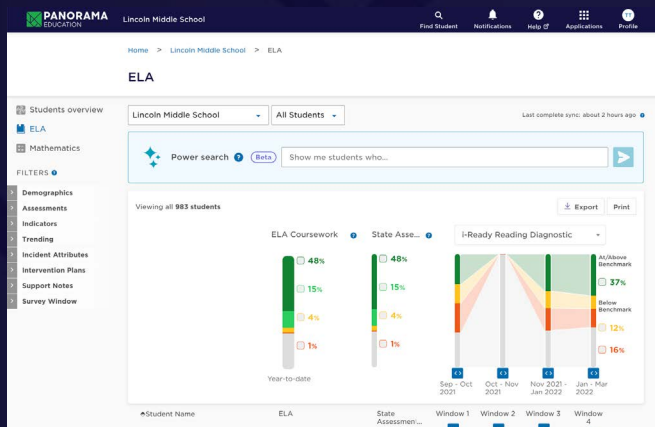 PANORAMA
EDUCATION
Lincoln Middle School
Find Student
Notifications
Help
Applications
TT
Profile
Home > Lincoln Middle School > ELA
ELA
Students overview
ELA
Mathematics
FILTERS
Demographics
Assessments
Indicators
Trending
Incident Attributes
Intervention Plans
Support Notes
Survey Window
Lincoln Middle School
All Students
Last complete sync: about 2 hours ago
Power search
Beta
Show me students who...
Viewing all 983 students
Export
Print
ELA Coursework
State Asse...
i-Ready Reading Diagnostic
48%
15%
4%
1%
Year-to-date
48%
15%
4%
1%
At/Above
Benchmark
37%
Below
Benchmark
12%
16%
Sep - Oct
2021
Oct - Nov
2021
Nov 2021 -
Jan 2022
Jan - Mar
2022
Student Name
ELA
State
Assessmen...
Window 1
Window 2
Window 3
Window
4